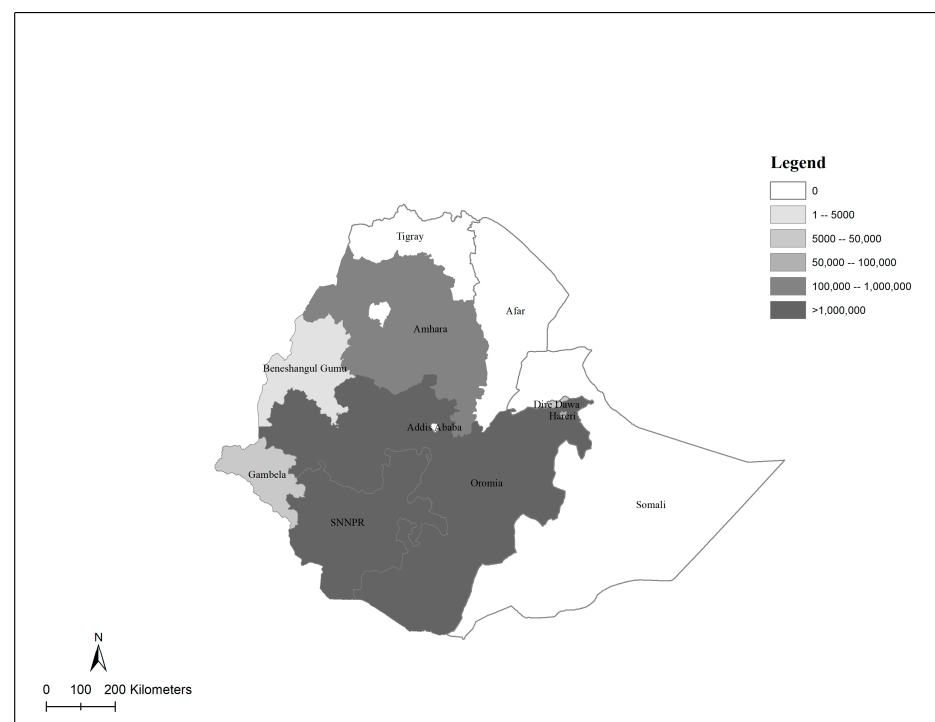 Legend
0
1 -- 5000
5000 -- 50,000
50,000 -- 100,000
100,000 -- 1,000,000
>1,000,000
Tigray
Afar
Amhara
Beneshangul Gumu
Dire Dawa
Hareri
Addis Ababa
Gambela
Oromia
Somali
SNNPR
N
0 100 200 Kilometers